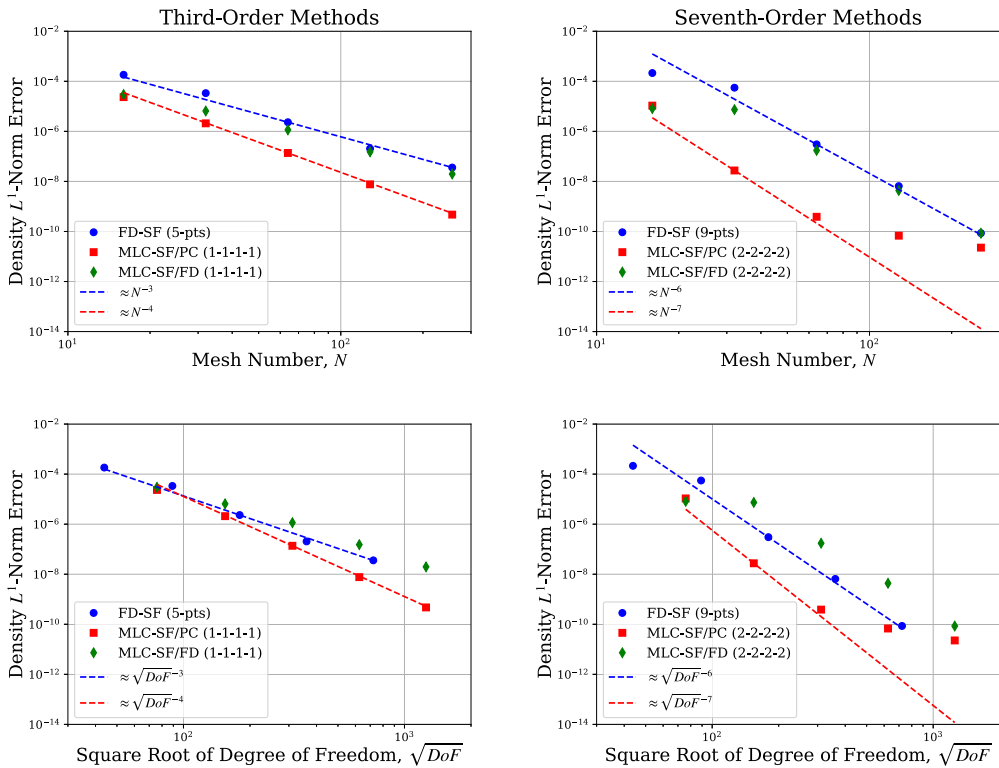 Third-Order Methods
Density L¹-Norm Error
10⁻²
10⁻⁴
10⁻⁶
10⁻⁸
10⁻¹⁰
10⁻¹²
10⁻¹⁴
FD-SF (5-pts)
MLC-SF/PC (1-1-1-1)
MLC-SF/FD (1-1-1-1)
≈N⁻³
≈N⁻⁴
10¹
10²
Mesh Number, N
Seventh-Order Methods
Density L¹-Norm Error
10⁻²
10⁻⁴
10⁻⁶
10⁻⁸
10⁻¹⁰
10⁻¹²
10⁻¹⁴
FD-SF (9-pts)
MLC-SF/PC (2-2-2-2)
MLC-SF/FD (2-2-2-2)
≈N⁻⁶
≈N⁻⁷
10¹
10²
Mesh Number, N
Density L¹-Norm Error
10⁻²
10⁻⁴
10⁻⁶
10⁻⁸
10⁻¹⁰
10⁻¹²
10⁻¹⁴
FD-SF (5-pts)
MLC-SF/PC (1-1-1-1)
MLC-SF/FD (1-1-1-1)
≈√DoF⁻³
≈√DoF⁻⁴
10²
10³
Square Root of Degree of Freedom, √DoF
Density L¹-Norm Error
10⁻²
10⁻⁴
10⁻⁶
10⁻⁸
10⁻¹⁰
10⁻¹²
10⁻¹⁴
FD-SF (9-pts)
MLC-SF/PC (2-2-2-2)
MLC-SF/FD (2-2-2-2)
≈√DoF⁻⁶
≈√DoF⁻⁷
10²
10³
Square Root of Degree of Freedom, √DoF